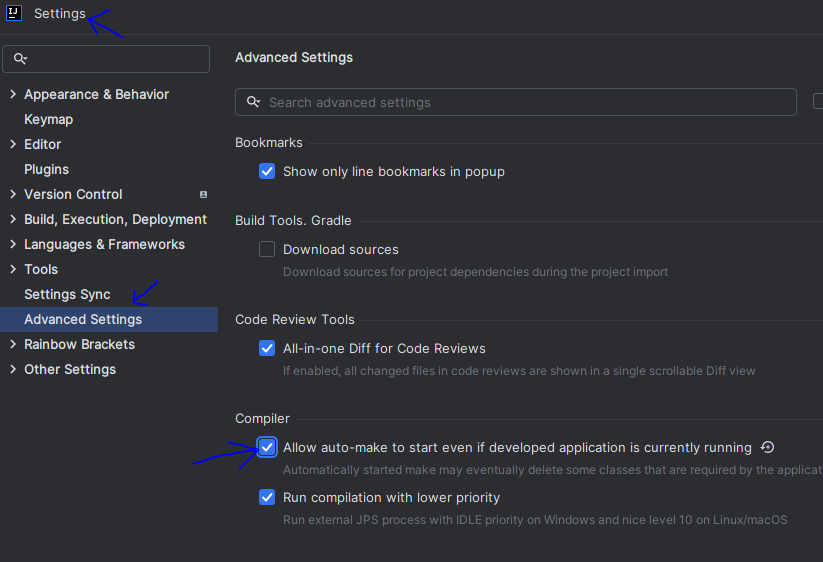 IJ Settings
Advanced Settings
Search advanced settings
Appearance & Behavior
Keymap
Editor
Plugins
Version Control
Build, Execution, Deployment
Languages & Frameworks
Tools
Settings Sync
Advanced Settings
Rainbow Brackets
Other Settings
Bookmarks
Show only line bookmarks in popup
Build Tools. Gradle
Download sources
Download sources for project dependencies during the project import
Code Review Tools
All-in-one Diff for Code Reviews
If enabled, all changed files in code reviews are shown in a single scrollable Diff view
Compiler
Allow auto-make to start even if developed application is currently running
Automatically started make may eventually delete some classes that are required by the applicat
Run compilation with lower priority
Run external JPS process with IDLE priority on Windows and nice level 10 on Linux/macOS